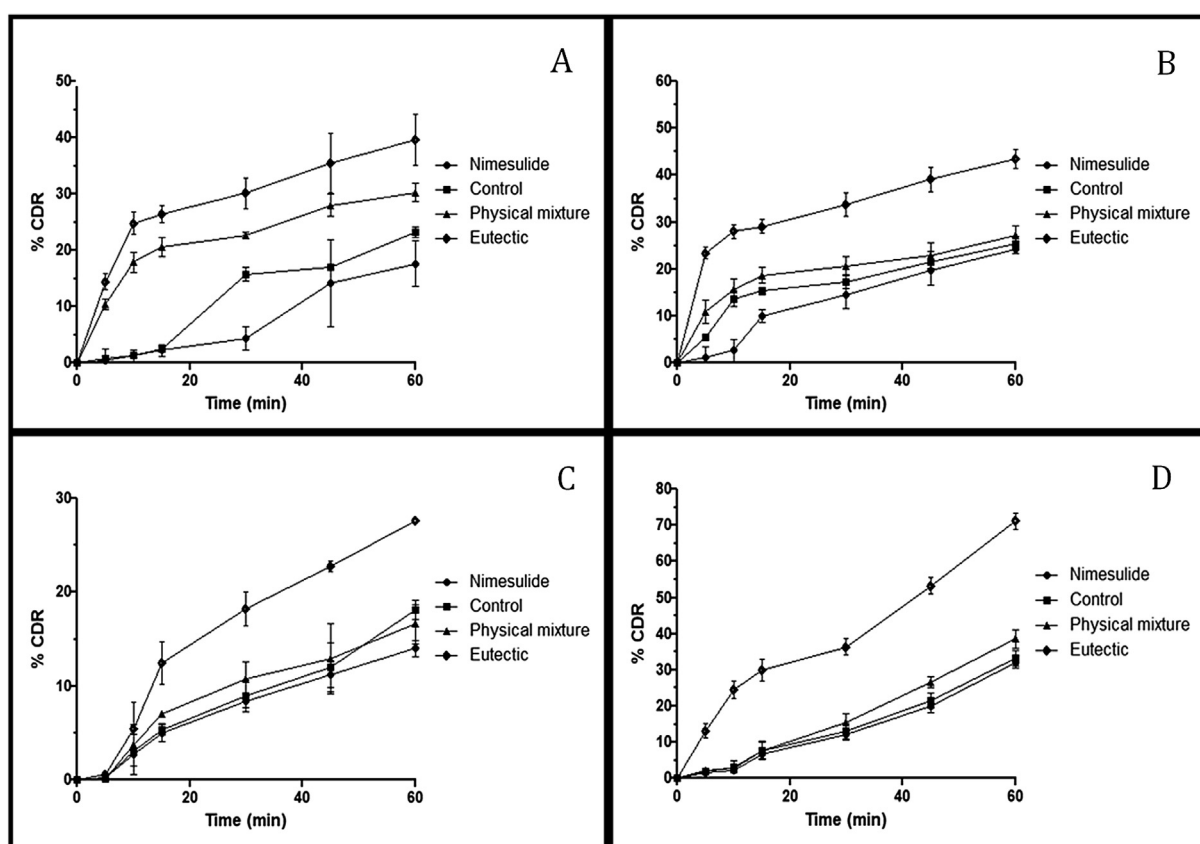 A
50
40
30
20
10
0
% CDR
0 20 40 60
Time (min)
Nimesulide
Control
Physical mixture
Eutectic
B
60
50
40
30
20
10
0
% CDR
0 20 40 60
Time (min)
Nimesulide
Control
Physical mixture
Eutectic
C
30
20
10
0
% CDR
0 20 40 60
Time (min)
Nimesulide
Control
Physical mixture
Eutectic
D
80
70
60
50
40
30
20
10
0
% CDR
0 20 40 60
Time (min)
Nimesulide
Control
Physical mixture
Eutectic